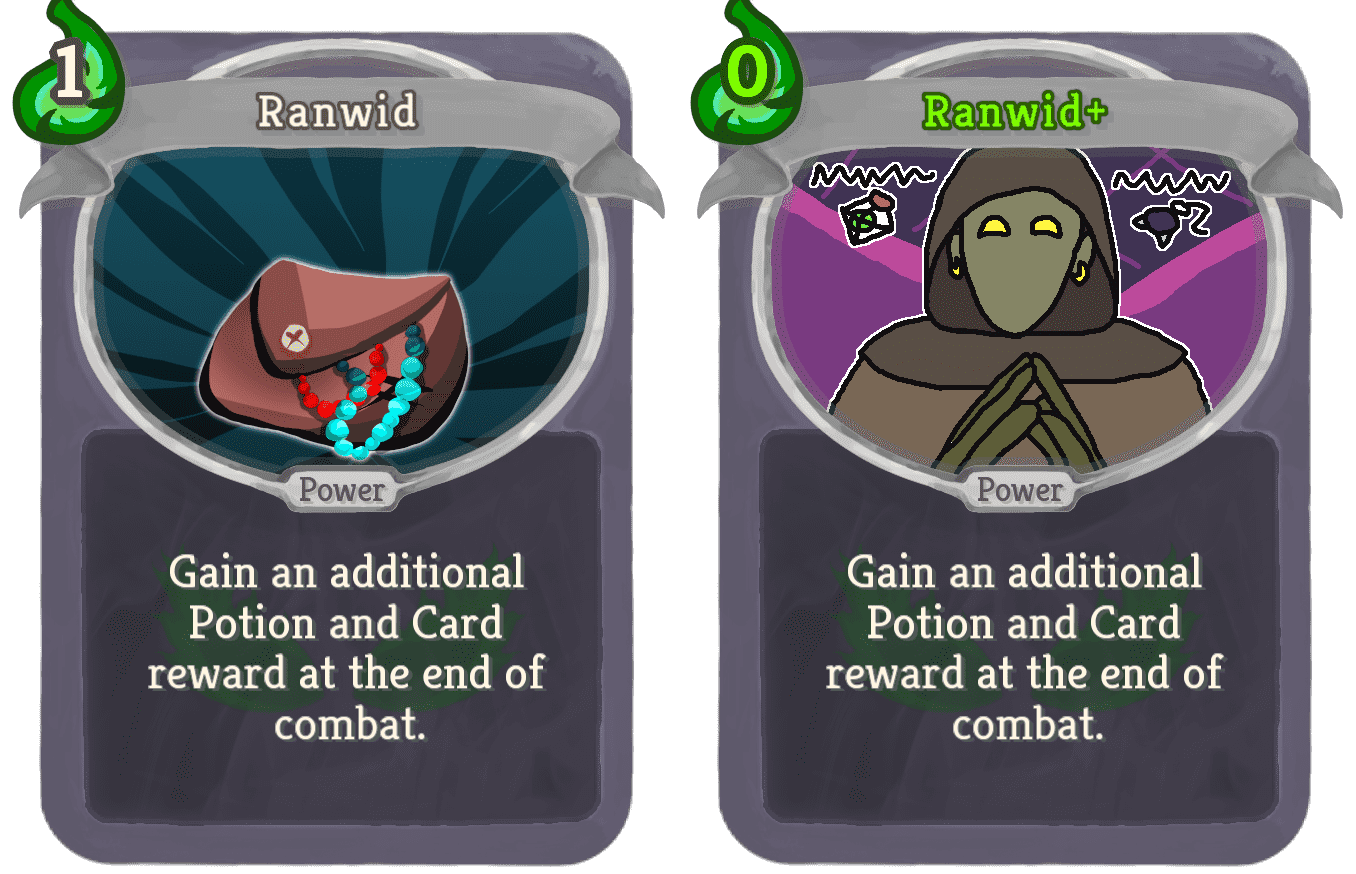 1
Ranwid
Power
Gain an additional
Potion and Card
reward at the end of
combat.
0
Ranwid+
Power
Gain an additional
Potion and Card
reward at the end of
combat.